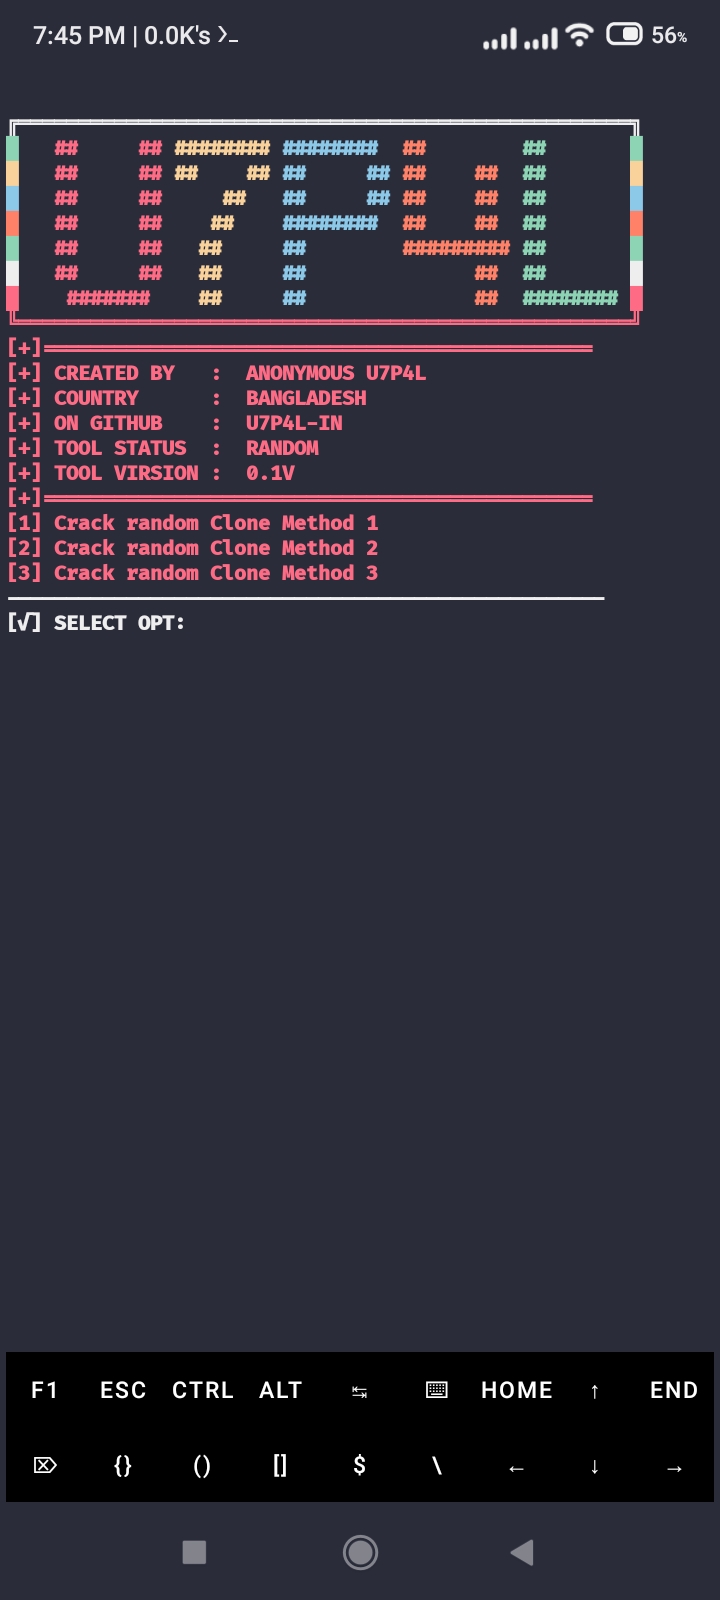 7:45 PM | 0.0K's >_ 56%
U7P4L
[+]
[+] CREATED BY : ANONYMOUS U7P4L
[+] COUNTRY : BANGLADESH
[+] ON GITHUB : U7P4L-IN
[+] TOOL STATUS : RANDOM
[+] TOOL VIRSION : 0.1V
[+]
[1] Crack random Clone Method 1
[2] Crack random Clone Method 2
[3] Crack random Clone Method 3
[√] SELECT OPT:
F1 ESC CTRL ALT ↹ ⌨ HOME ↑ END
⌦ {} () [] $ \ ← ↓ →